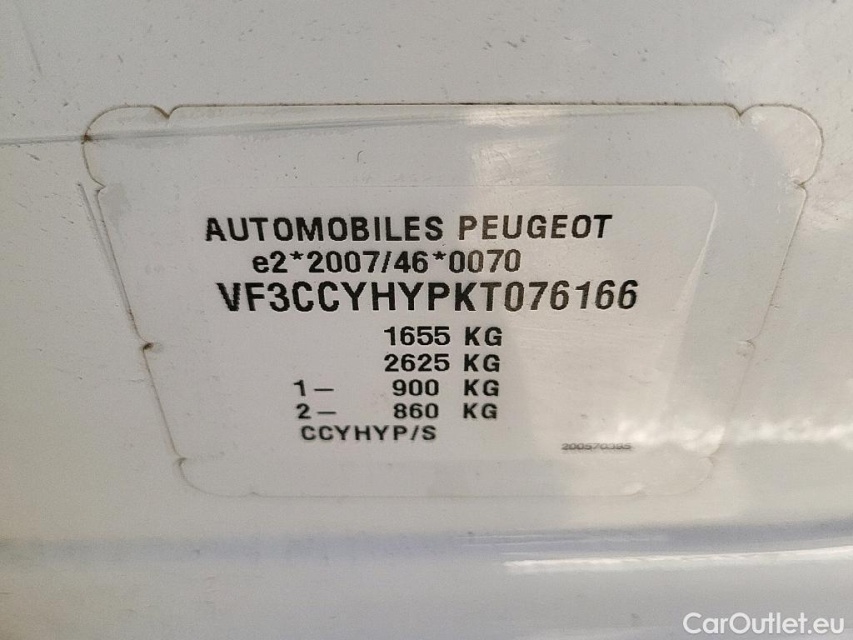 AUTOMOBILES PEUGEOT
e2*2007/46*0070
VF3CCYHYPKT076166
1655 KG
2625 KG
1– 900 KG
2– 860 KG
CCYHYP/S
200570395
CarOutlet.eu